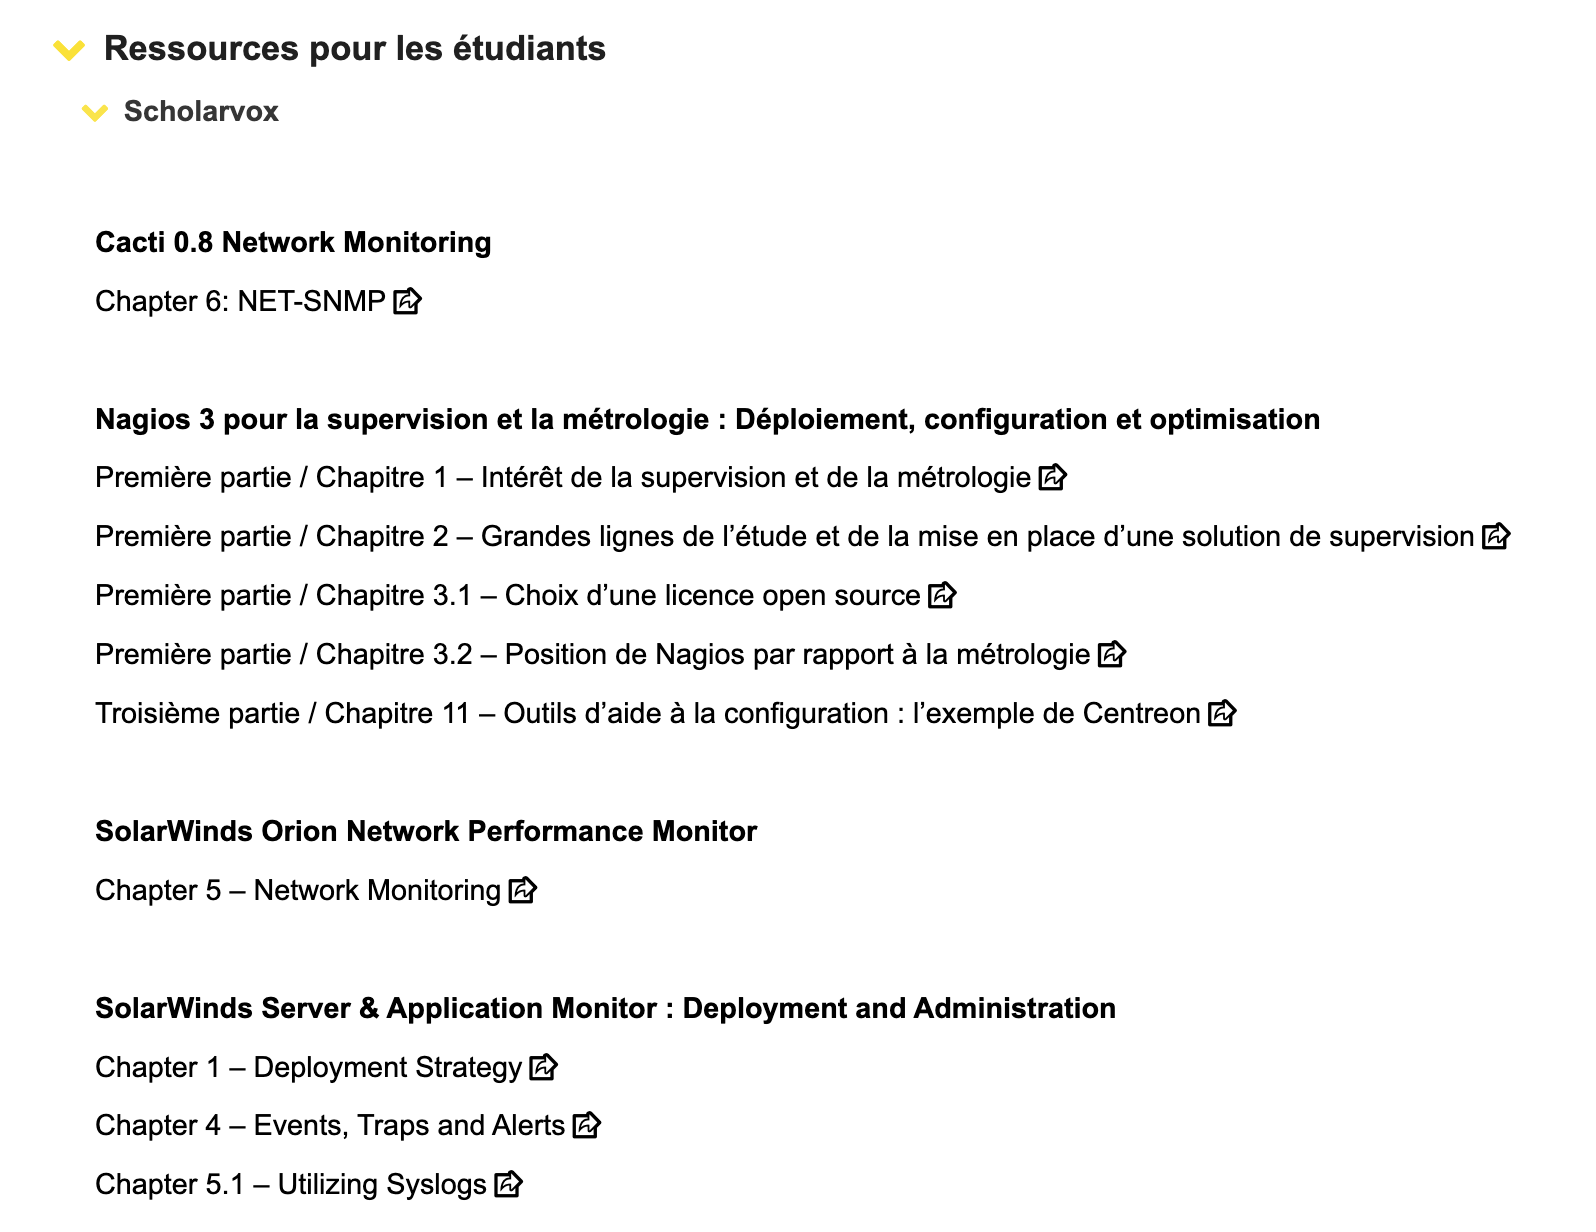 Ressources pour les étudiants
Scholarvox
Cacti 0.8 Network Monitoring
Chapter 6: NET-SNMP
Nagios 3 pour la supervision et la métrologie : Déploiement, configuration et optimisation
Première partie / Chapitre 1 – Intérêt de la supervision et de la métrologie
Première partie / Chapitre 2 – Grandes lignes de l’étude et de la mise en place d’une solution de supervision
Première partie / Chapitre 3.1 – Choix d’une licence open source
Première partie / Chapitre 3.2 – Position de Nagios par rapport à la métrologie
Troisième partie / Chapitre 11 – Outils d’aide à la configuration : l’exemple de Centreon
SolarWinds Orion Network Performance Monitor
Chapter 5 – Network Monitoring
SolarWinds Server & Application Monitor : Deployment and Administration
Chapter 1 – Deployment Strategy
Chapter 4 – Events, Traps and Alerts
Chapter 5.1 – Utilizing Syslogs